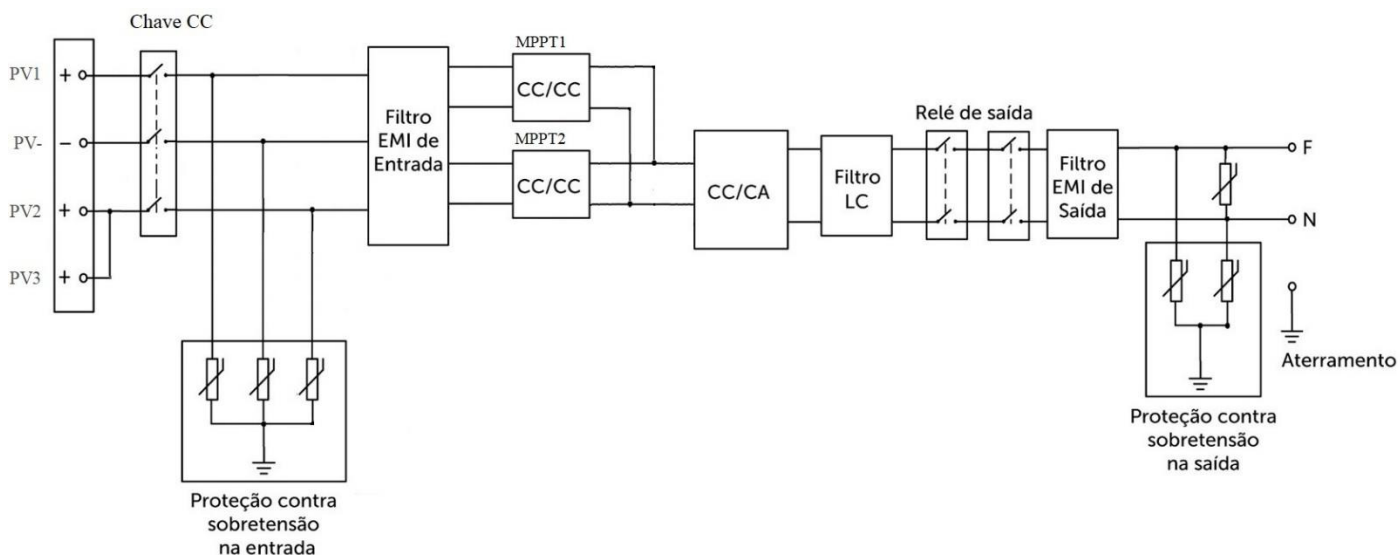 Chave CC
PV1
+
PV-
−
PV2
+
PV3
+
Filtro
EMI de
Entrada
MPPT1
CC/CC
MPPT2
CC/CC
CC/CA
Filtro
LC
Relé de saída
Filtro
EMI de
Saída
F
N
Aterramento
Proteção contra
sobretensão
na entrada
Proteção contra
sobretensão
na saída